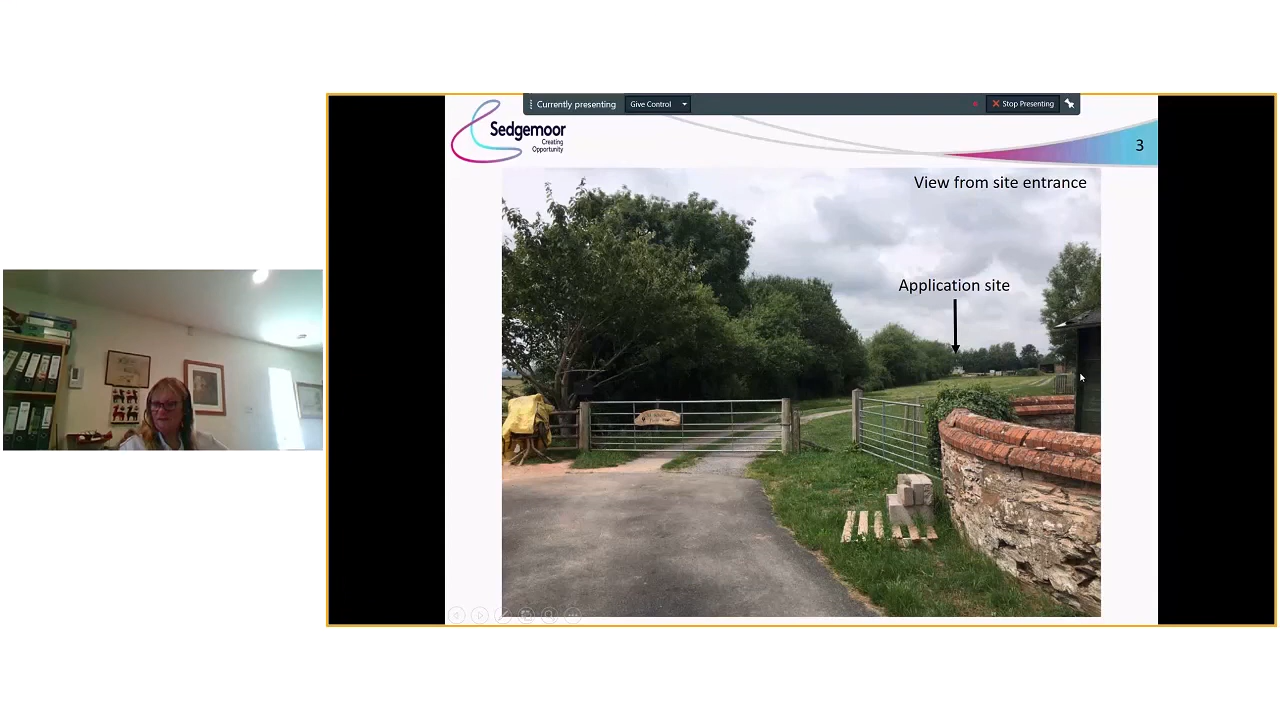 Currently presenting
Give Control
Stop Presenting
Sedgemoor
Creating
Opportunity
3
View from site entrance
Application site